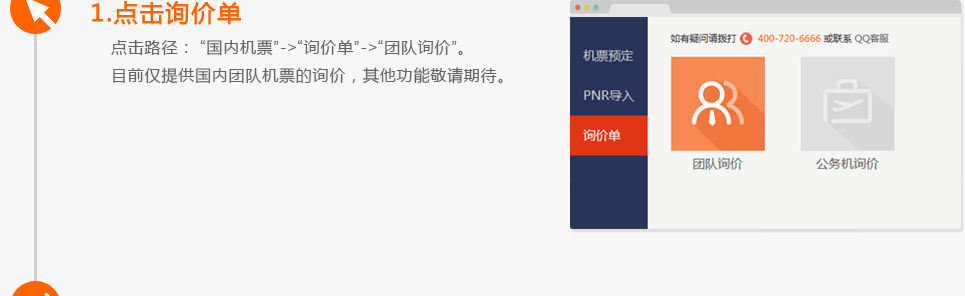 1.点击询价单
点击路径： “国内机票”->“询价单”->“团队询价”。
目前仅提供国内团队机票的询价，其他功能敬请期待。
如有疑问请拨打 400-720-6666 或联系 QQ客服
机票预定
PNR导入
询价单
团队询价 公务机询价